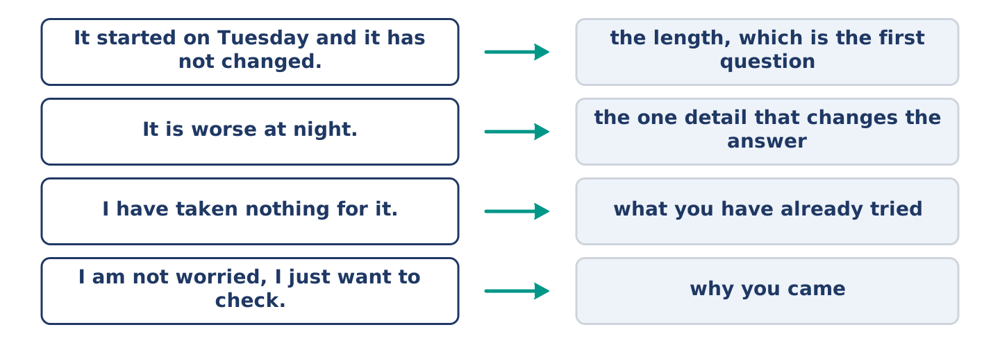 It started on Tuesday and it has
not changed.
the length, which is the first
question
It is worse at night.
the one detail that changes the
answer
I have taken nothing for it.
what you have already tried
I am not worried, I just want to
check.
why you came